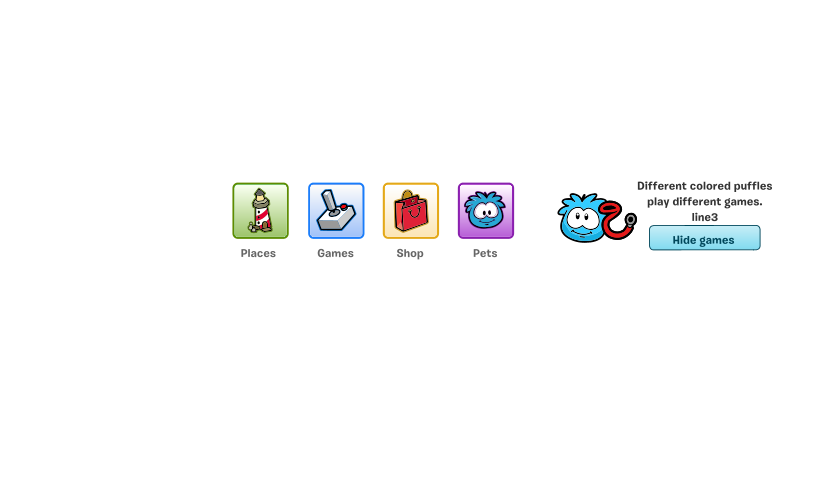 Places
Games
Shop
Pets
Different colored puffles
play different games.
line3
Hide games